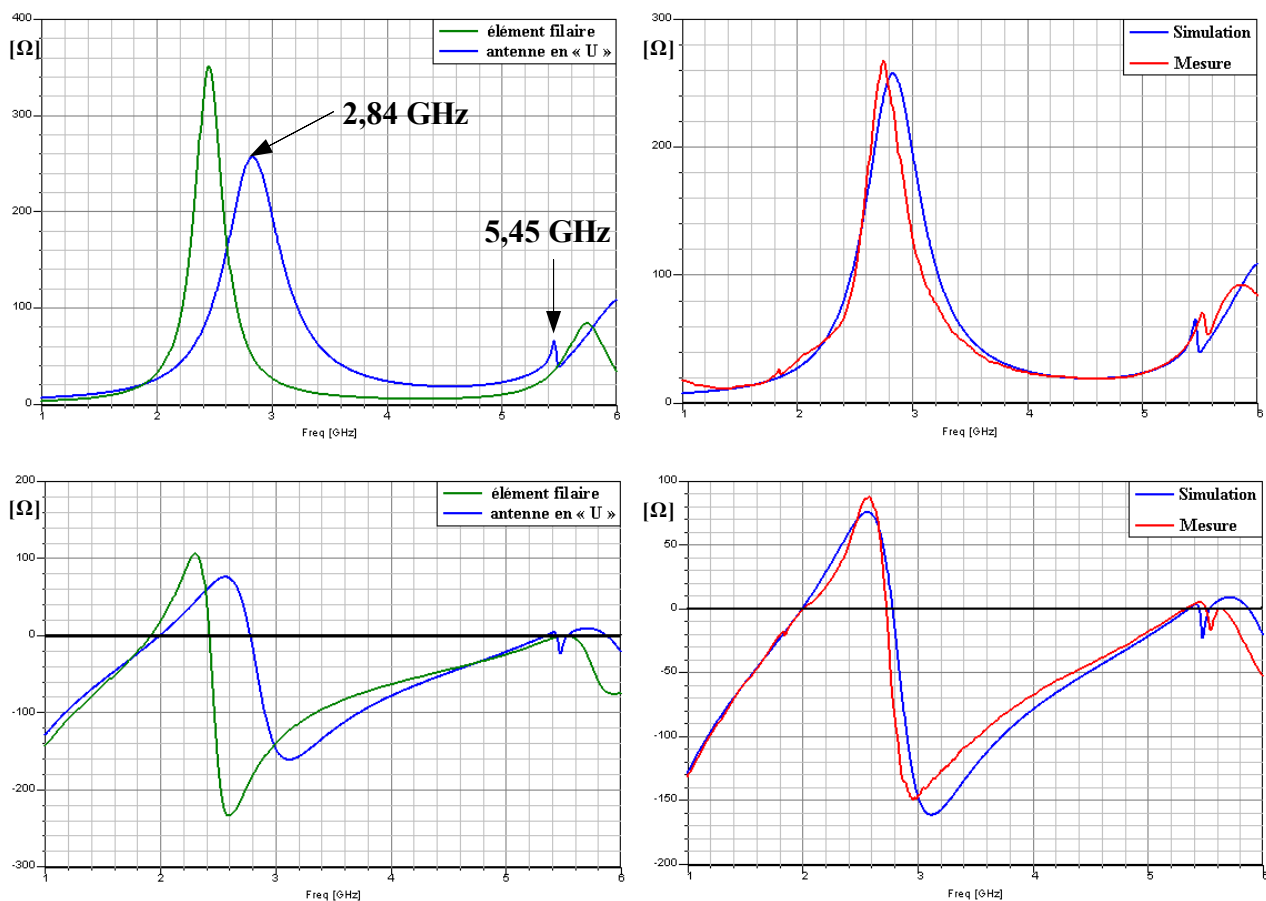 400
[Ω]
300
200
100
0
élément filaire
antenne en « U »
2,84 GHz
5,45 GHz
1
2
3
4
5
6
Freq [GHz]
300
[Ω]
200
100
0
Simulation
Mesure
1
2
3
4
5
6
Freq [GHz]
200
[Ω]
100
0
-100
-200
-300
élément filaire
antenne en « U »
1
2
3
4
5
6
Freq [GHz]
100
[Ω]
50
0
-50
-100
-150
-200
Simulation
Mesure
1
2
3
4
5
6
Freq [GHz]